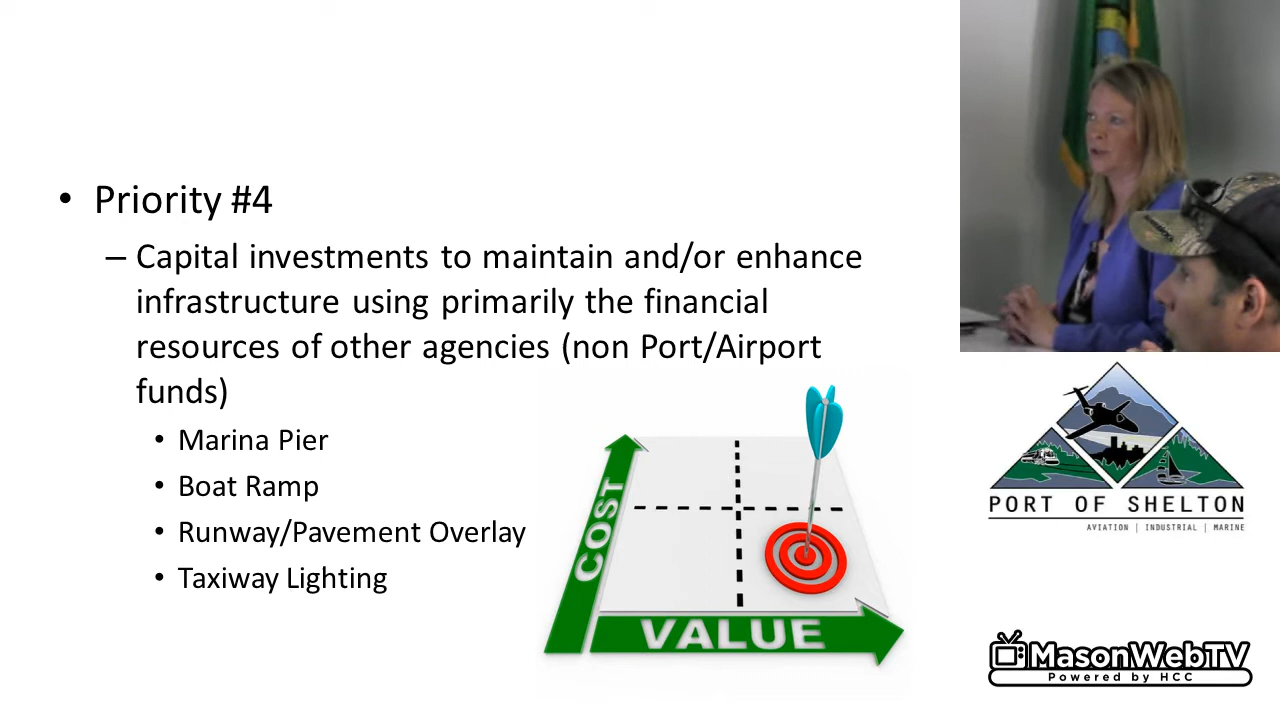 • Priority #4
– Capital investments to maintain and/or enhance
infrastructure using primarily the financial
resources of other agencies (non Port/Airport
funds)
• Marina Pier
• Boat Ramp
• Runway/Pavement Overlay
• Taxiway Lighting
COST
VALUE
PORT OF SHELTON
AVIATION | INDUSTRIAL | MARINE
MasonWebTV
Powered by HCC